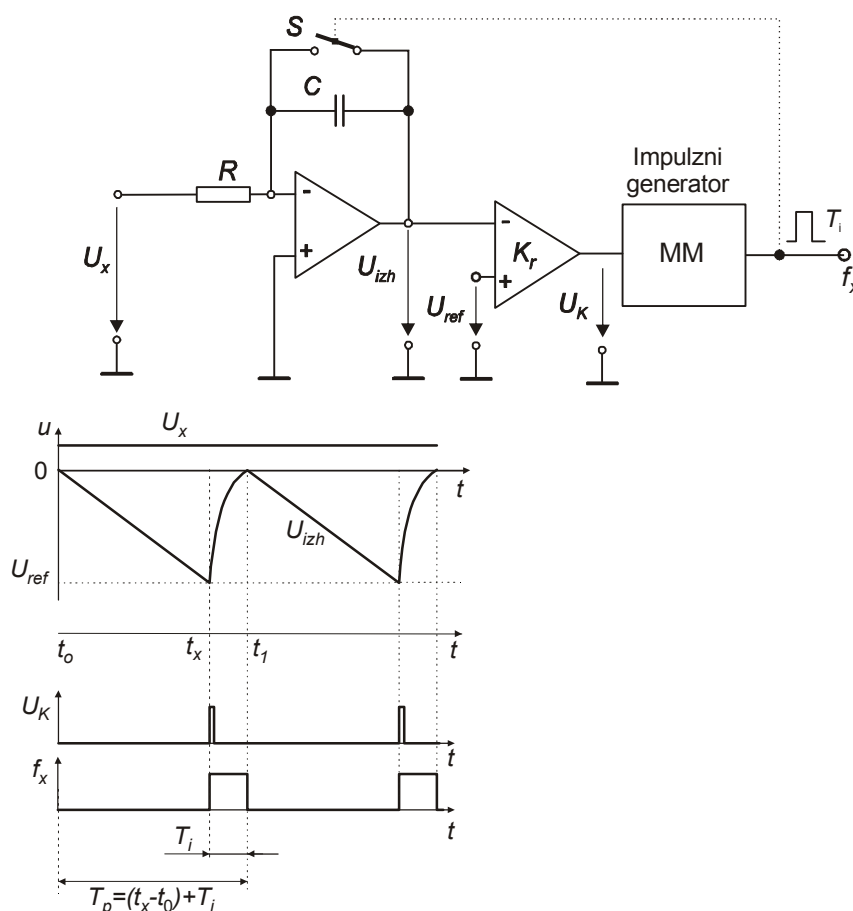 S
C
R
-
+
U_x
U_izh
-
+
K_r
U_ref
U_K
Impulzni
generator
MM
T_i
f_x
u
U_x
0
t
U_izh
U_ref
t_o
t_x
t_1
t
U_K
t
f_x
t
T_i
T_p=(t_x-t_0)+T_i